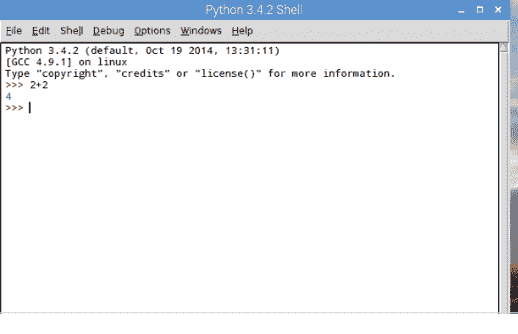 Python 3.4.2 Shell
File Edit Shell Debug Options Windows Help
Python 3.4.2 (default, Oct 19 2014, 13:31:11)
[GCC 4.9.1] on linux
Type "copyright", "credits" or "license()" for more information.
>>> 2+2
4
>>>